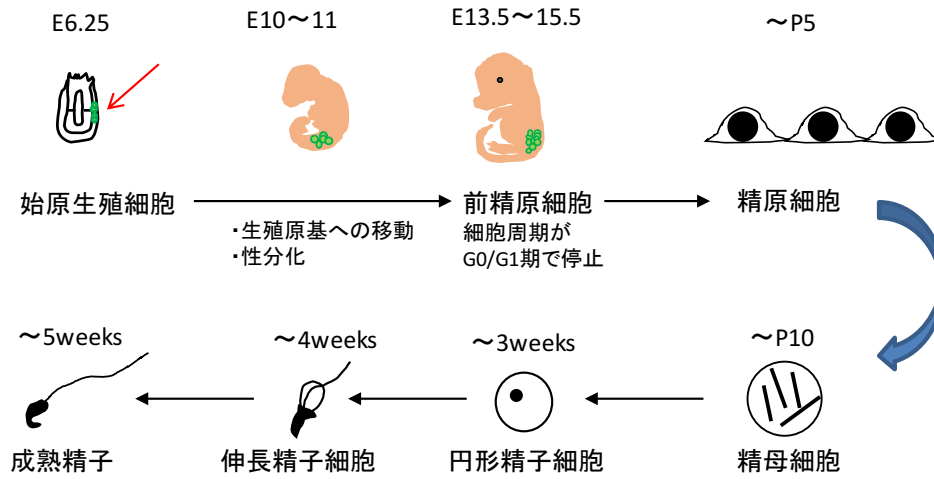 E6.25
E10～11
E13.5～15.5
～P5
始原生殖細胞
・生殖原基への移動
・性分化
前精原細胞
細胞周期が
G0/G1期で停止
精原細胞
～5weeks
～4weeks
～3weeks
～P10
成熟精子
伸長精子細胞
円形精子細胞
精母細胞